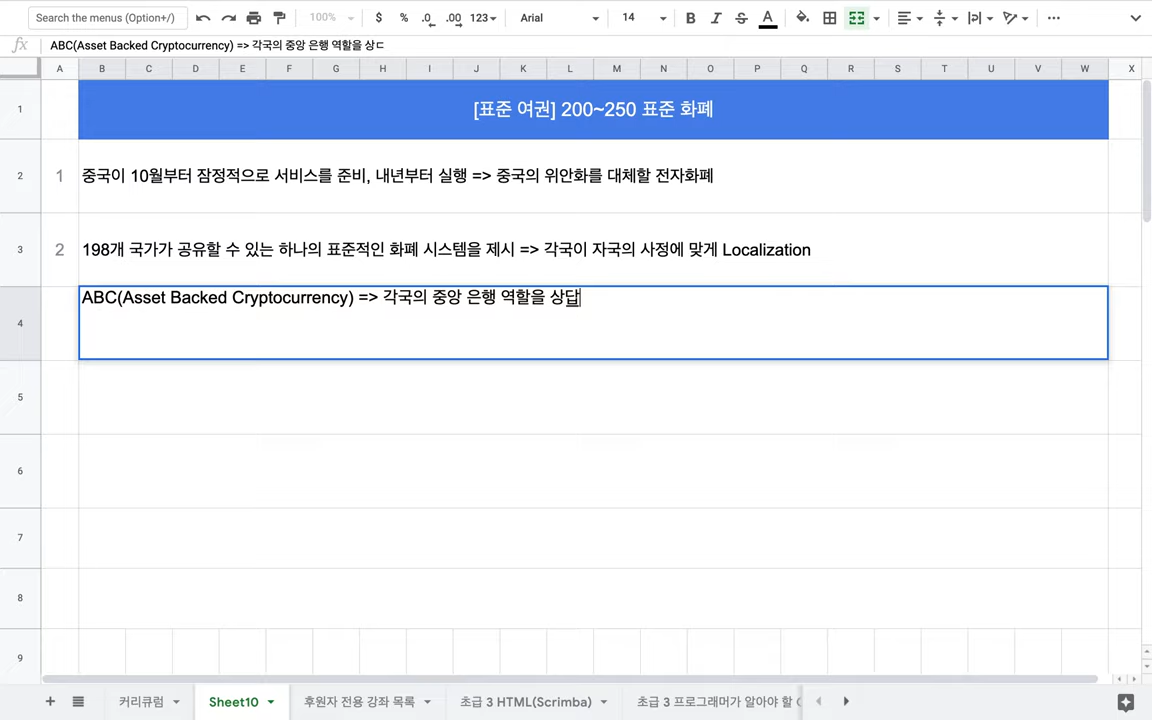 Search the menus (Option+/) 100% $ % .0 .00 123 Arial 14 B I S A
fx ABC(Asset Backed Cryptocurrency) => 각국의 중앙 은행 역할을 상ㄷ
A B C D E F G H I J K L M N O P Q R S T U V W X
1 [표준 여권] 200~250 표준 화폐
2 1 중국이 10월부터 잠정적으로 서비스를 준비, 내년부터 실행 => 중국의 위안화를 대체할 전자화폐
3 2 198개 국가가 공유할 수 있는 하나의 표준적인 화폐 시스템을 제시 => 각국이 자국의 사정에 맞게 Localization
4 ABC(Asset Backed Cryptocurrency) => 각국의 중앙 은행 역할을 상답
5
6
7
8
9
커리큐럼 Sheet10 후원자 전용 강좌 목록 초급 3 HTML(Scrimba) 초급 3 프로그래머가 알아야 할